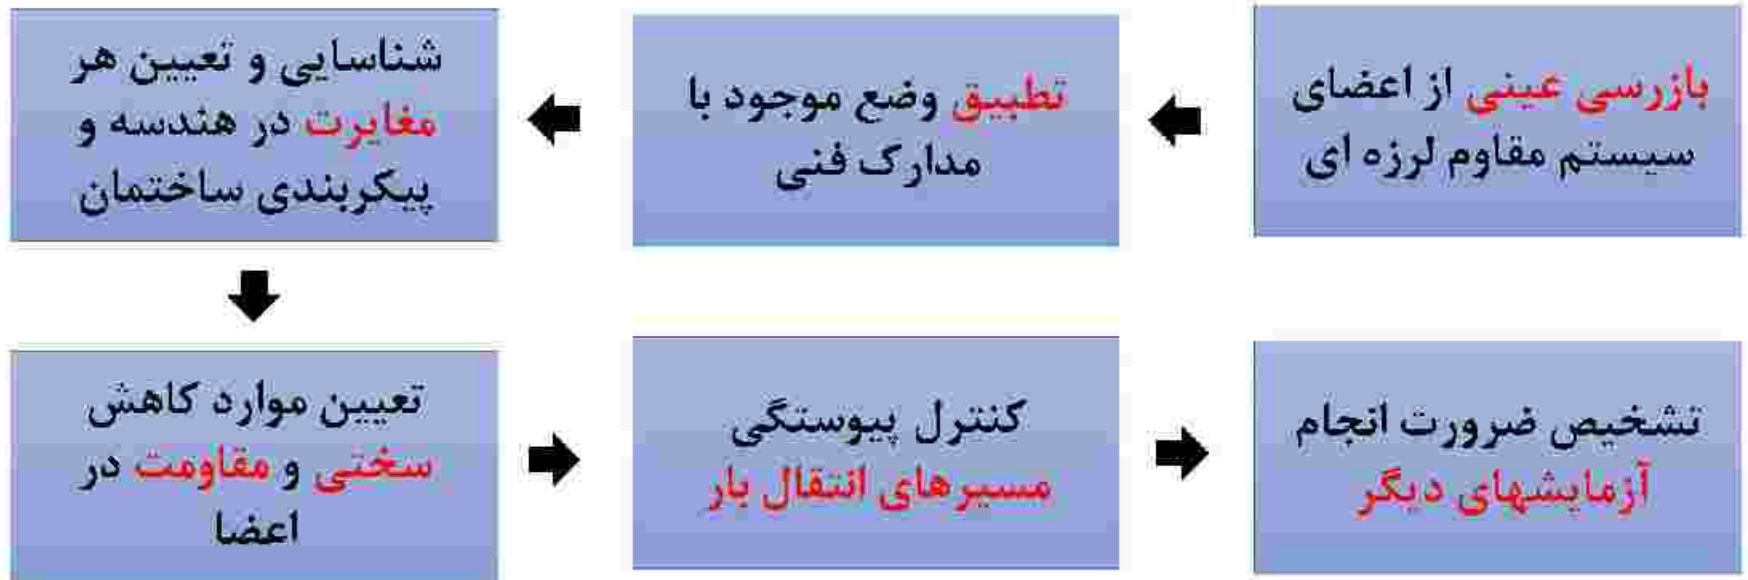 بازرسی عینی از اعضای
سیستم مقاوم لرزه ای
تطبیق وضع موجود با
مدارک فنی
شناسایی و تعیین هر
مغایرت در هندسه و
پیکربندی ساختمان
تعیین موارد کاهش
سختی و مقاومت در
اعضا
کنترل پیوستگی
مسیرهای انتقال بار
تشخیص ضرورت انجام
آزمایشهای دیگر